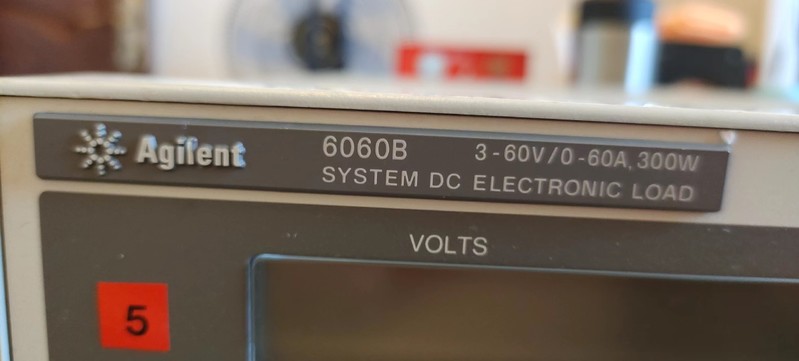 Agilent
6060B 3-60V/0-60A, 300W
SYSTEM DC ELECTRONIC LOAD
VOLTS
5